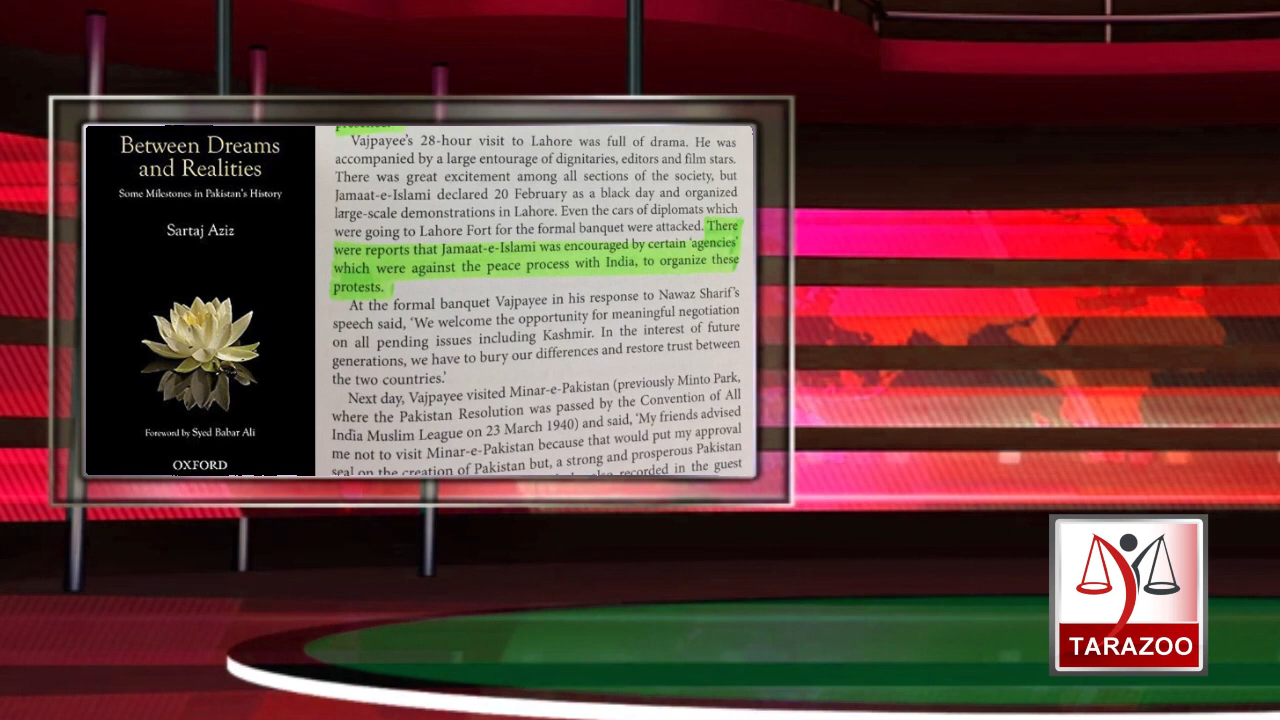 Between Dreams
and Realities
Some Milestones in Pakistan's History
Sartaj Aziz
Foreword by Syed Babar Ali
OXFORD
presence.
Vajpayee's 28-hour visit to Lahore was full of drama. He was
accompanied by a large entourage of dignitaries, editors and film stars.
There was great excitement among all sections of the society, but
Jamaat-e-Islami declared 20 February as a black day and organized
large-scale demonstrations in Lahore. Even the cars of diplomats which
were going to Lahore Fort for the formal banquet were attacked. There
were reports that Jamaat-e-Islami was encouraged by certain 'agencies'
which were against the peace process with India, to organize these
protests.
At the formal banquet Vajpayee in his response to Nawaz Sharif's
speech said, 'We welcome the opportunity for meaningful negotiation
on all pending issues including Kashmir. In the interest of future
generations, we have to bury our differences and restore trust between
the two countries.'
Next day, Vajpayee visited Minar-e-Pakistan (previously Minto Park,
where the Pakistan Resolution was passed by the Convention of All
India Muslim League on 23 March 1940) and said, 'My friends advised
me not to visit Minar-e-Pakistan because that would put my approval
seal on the creation of Pakistan but, a strong and prosperous Pakistan
also recorded in the guest
TARAZOO